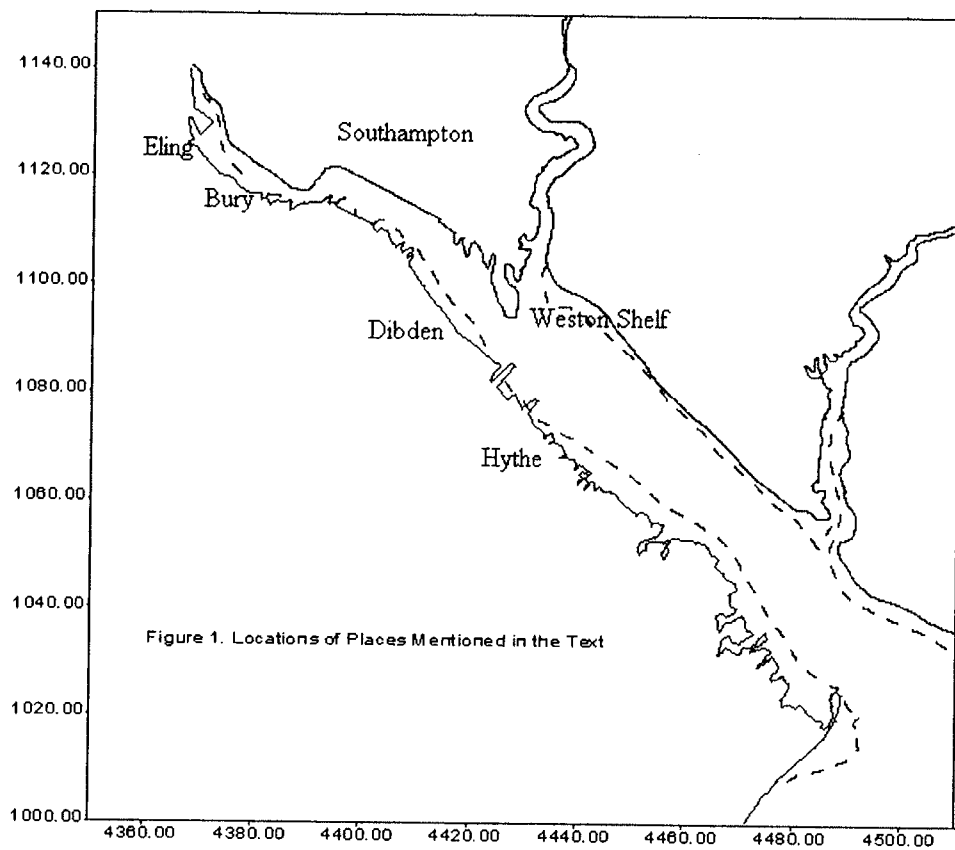 1140.00
Southampton
Eling
1120.00
Bury
1100.00
Weston Shelf
Dibden
1080.00
Hythe
1060.00
1040.00
Figure 1. Locations of Places Mentioned in the Text
1020.00
1000.00
4360.00 4380.00 4400.00 4420.00 4440.00 4460.00 4480.00 4500.00